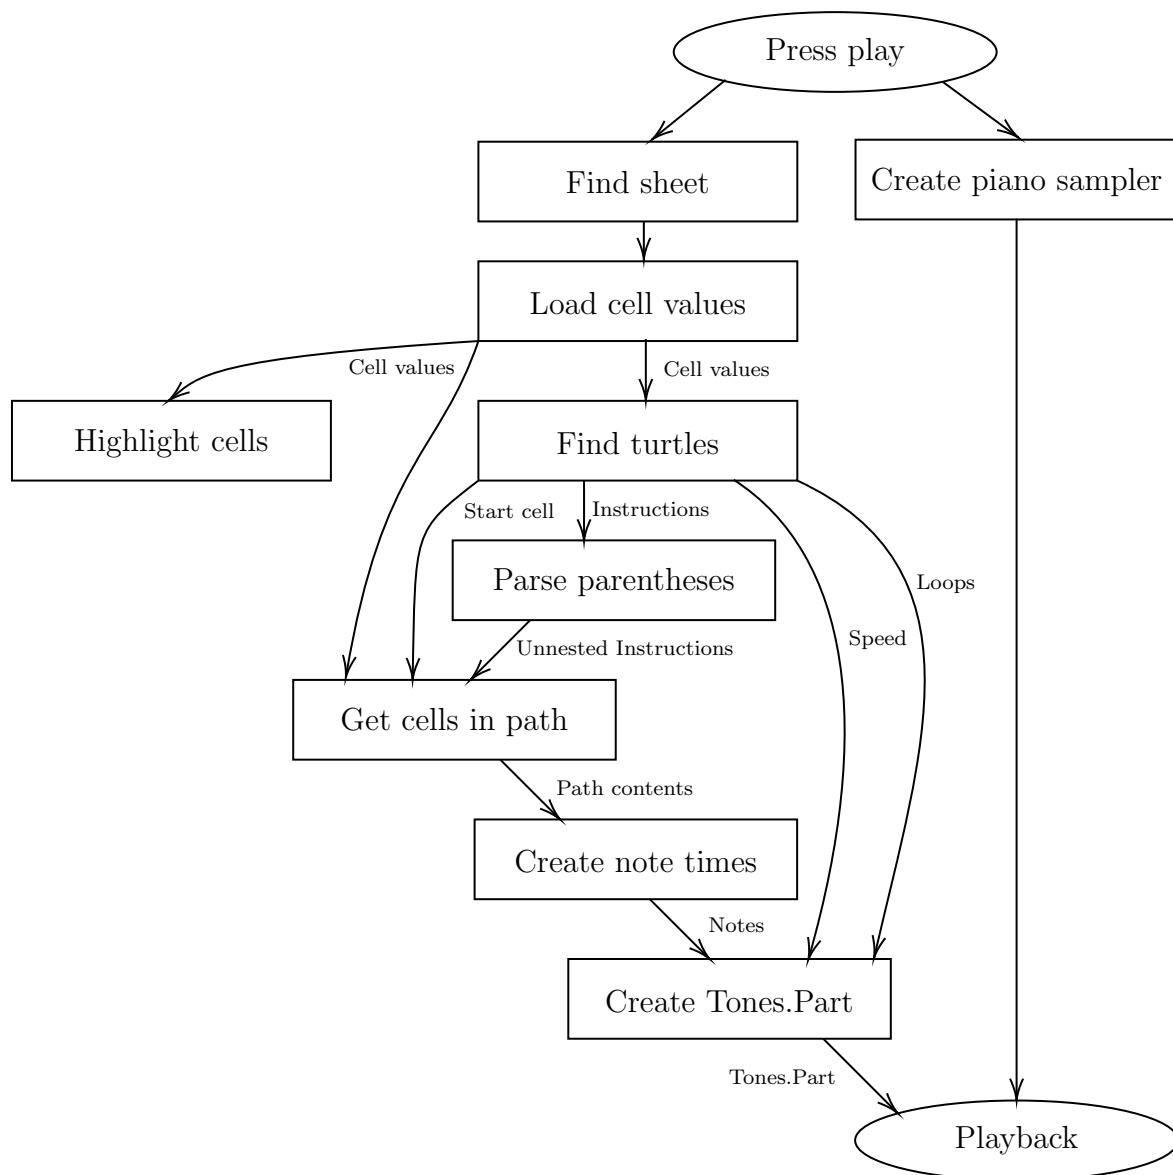 Press play
Find sheet
Create piano sampler
Load cell values
Cell values
Cell values
Highlight cells
Find turtles
Start cell
Instructions
Parse parentheses
Loops
Speed
Unnested Instructions
Get cells in path
Path contents
Create note times
Notes
Create Tones.Part
Tones.Part
Playback